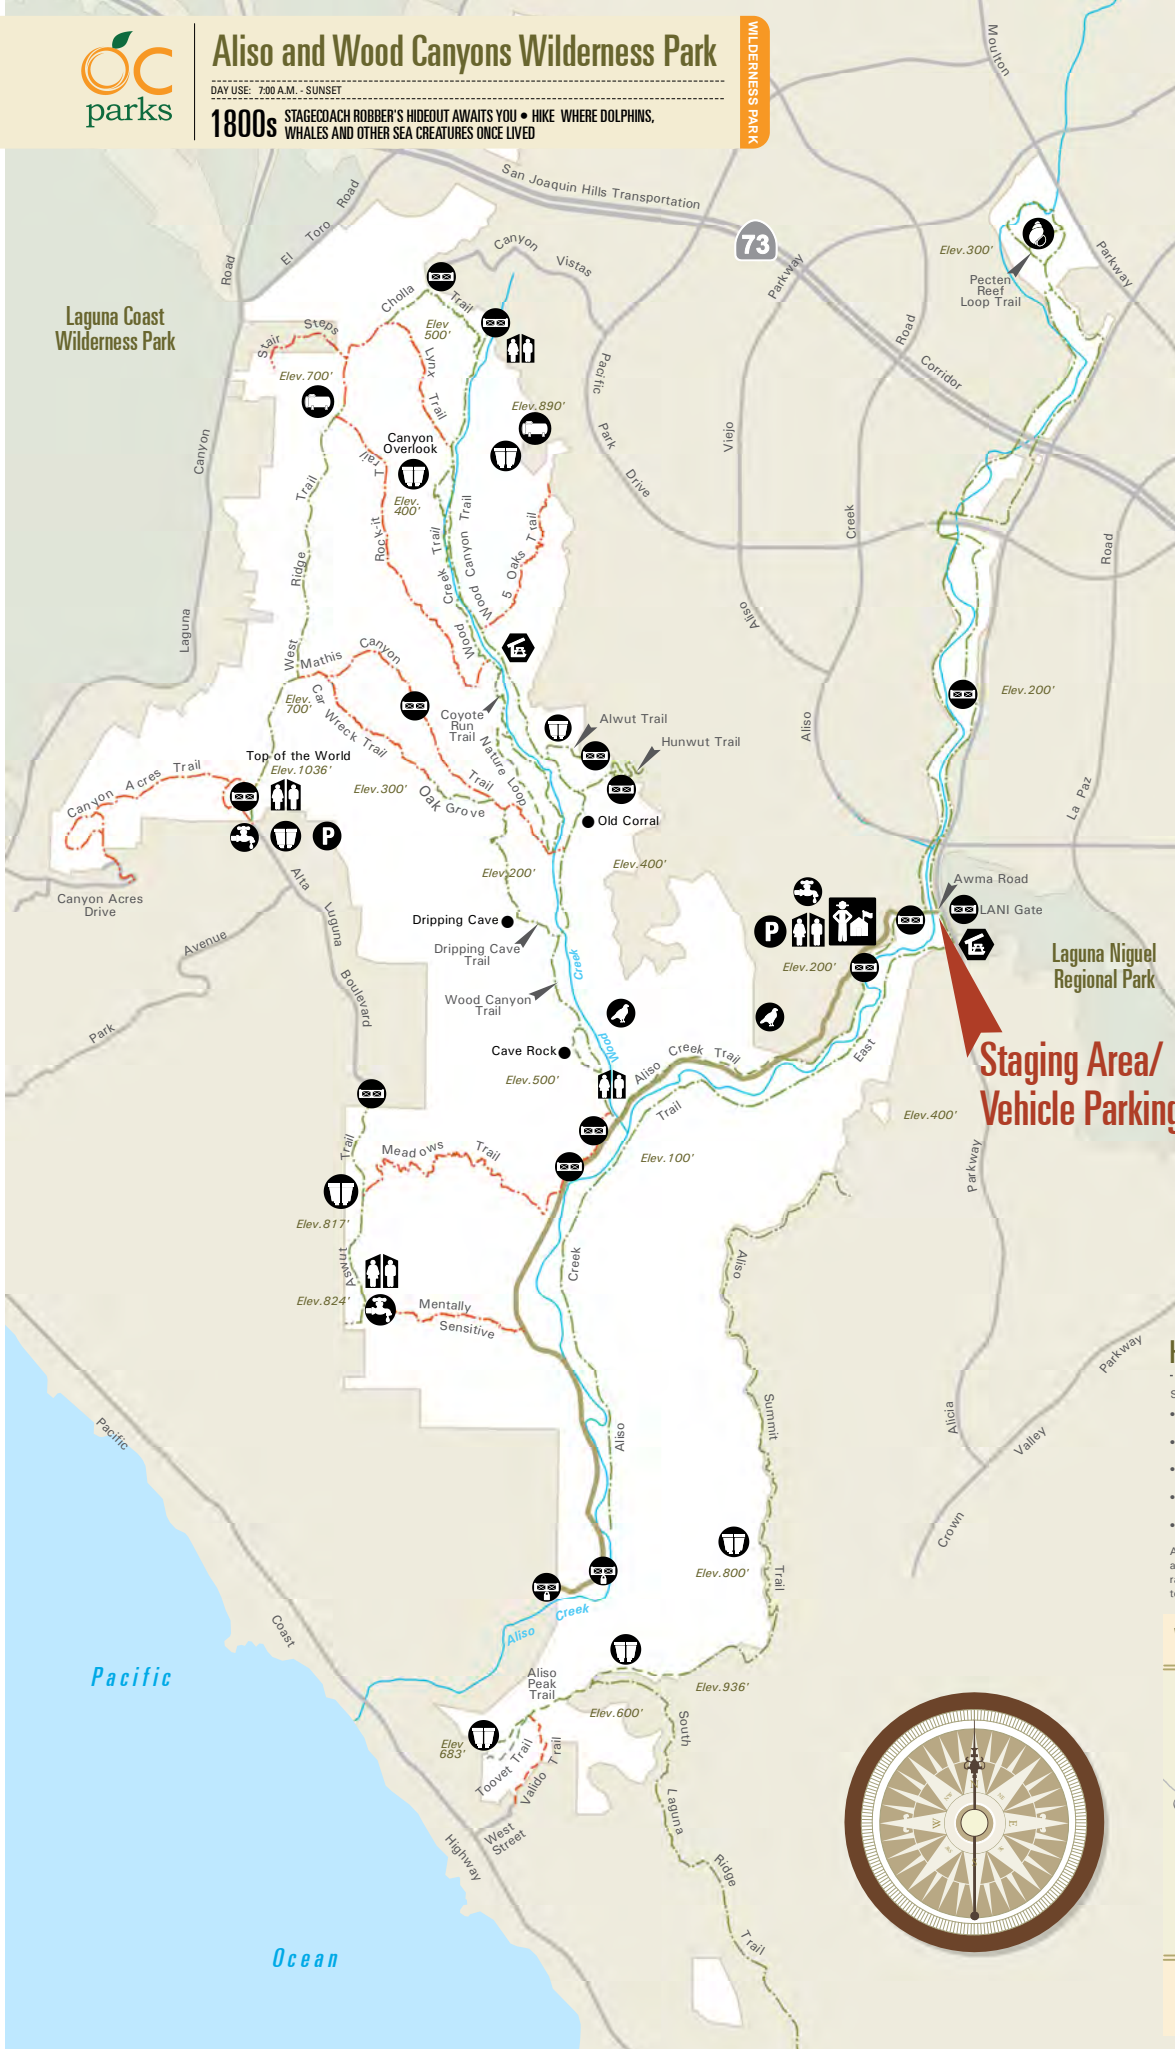 OC
parks
Aliso and Wood Canyons Wilderness Park
DAY USE: 7:00 A.M. - SUNSET
1800s STAGECOACH ROBBER'S HIDEOUT AWAITS YOU • HIKE WHERE DOLPHINS,
WHALES AND OTHER SEA CREATURES ONCE LIVED
WILDERNESS PARK
Moulton
Parkway
San Joaquin Hills Transportation
Corridor
73
El Toro Road
Laguna Canyon Road
Canyon Vistas
Parkway
Elev.300'
Pecten
Reef
Loop Trail
Laguna Coast
Wilderness Park
Stair Steps
Cholla Trail
Elev
500'
Lynx Trail
Elev.700'
Elev.890'
Canyon
Overlook
Elev.
400'
Pacific Park Drive
Viejo
Aliso
Aliso Creek Road
Road
La Paz
West Ridge Trail
Rock-it Trail
Wood Creek Trail
Wood Canyon Trail
5 Oaks Trail
Mathis Canyon Trail
Elev.
700'
Car Wreck Trail
Coyote
Run
Trail
Nature Loop
Alwut Trail
Hunwut Trail
Elev.200'
Top of the World
Elev.1036'
Canyon Acres Trail
Elev.300'
Oak Grove
Old Corral
Elev.400'
Elev.200'
Canyon Acres
Drive
Alta Laguna Boulevard
Park Avenue
Dripping Cave
Dripping Cave
Trail
Wood Canyon
Trail
Wood Creek
Awma Road
LANI Gate
Laguna Niguel
Regional Park
Elev.200'
Staging Area/
Vehicle Parking
Cave Rock
Elev.500'
Aliso Creek Trail
East
Trail
Elev.400'
Elev.100'
Meadows Trail
Aswut Trail
Elev.817'
Elev.824'
Mentally
Sensitive
Creek
Aliso
Aliso Summit Trail
Alicia Parkway
Crown Valley Parkway
Elev.800'
Aliso Creek
Pacific Coast Highway
Aliso
Peak
Trail
Elev.936'
Elev.600'
Elev
683'
Toovet Trail
Valido Trail
West
Street
South Laguna Ridge Trail
Pacific
Ocean
E
W